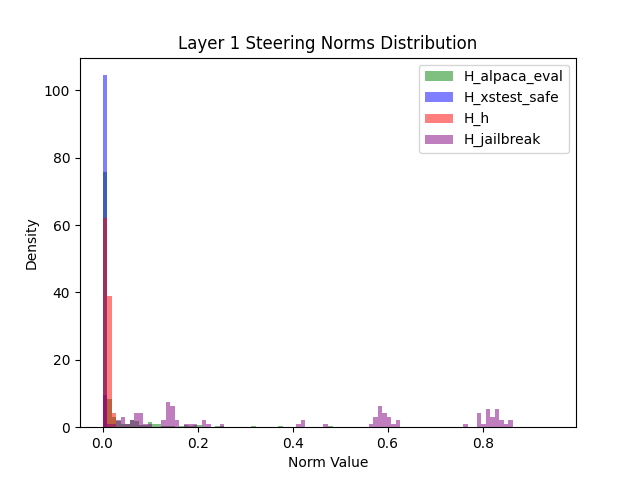 Layer 1 Steering Norms Distribution
H_alpaca_eval
H_xstest_safe
H_h
H_jailbreak
100
80
60
40
20
0
Density
0.0 0.2 0.4 0.6 0.8
Norm Value